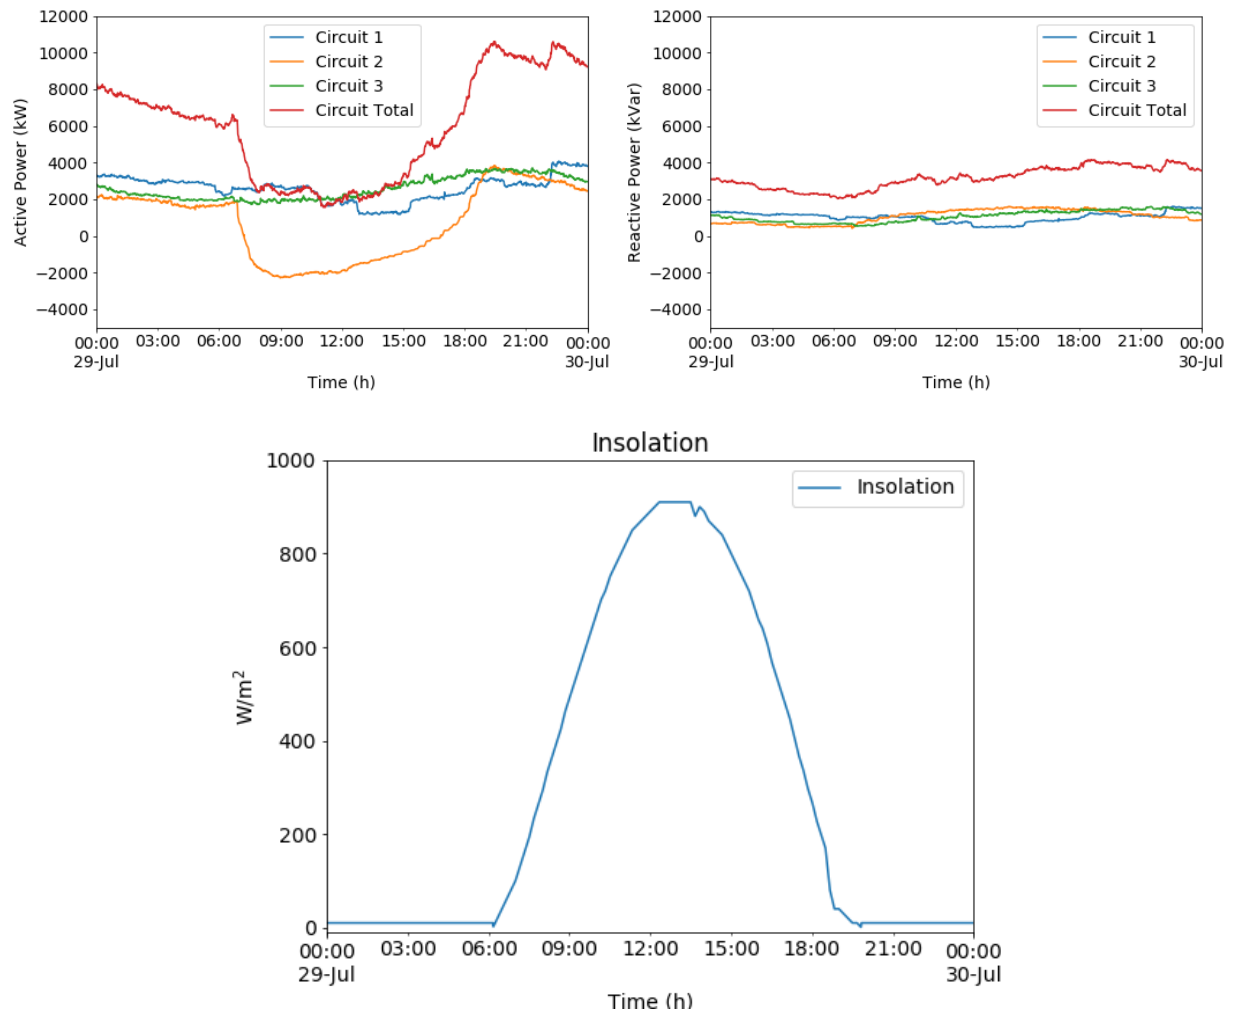 12000
10000
8000
6000
4000
2000
0
−2000
−4000
Active Power (kW)
Circuit 1
Circuit 2
Circuit 3
Circuit Total
00:00 03:00 06:00 09:00 12:00 15:00 18:00 21:00 00:00
29-Jul 30-Jul
Time (h)
12000
10000
8000
6000
4000
2000
0
−2000
−4000
Reactive Power (kVar)
Circuit 1
Circuit 2
Circuit 3
Circuit Total
00:00 03:00 06:00 09:00 12:00 15:00 18:00 21:00 00:00
29-Jul 30-Jul
Time (h)
Insolation
1000
800
600
400
200
0
W/m²
Insolation
00:00 03:00 06:00 09:00 12:00 15:00 18:00 21:00 00:00
29-Jul 30-Jul
Time (h)